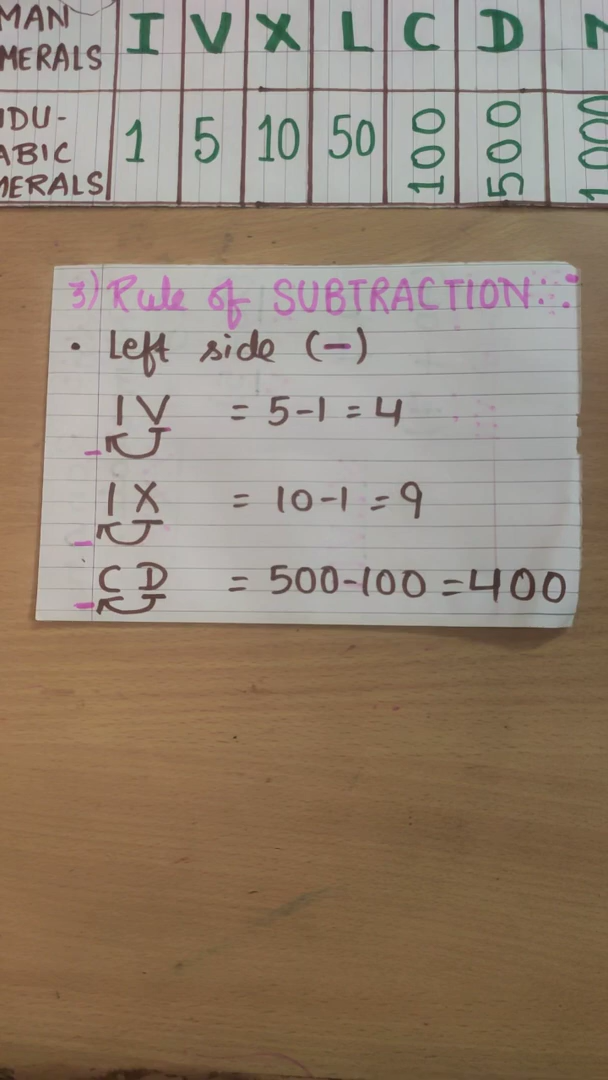 MAN MERALS I V X L C D
DU- ABIC MERALS 1 5 10 50 100 500 1000
3) Rule of SUBTRACTION:
• Left side (-)
IV = 5-1 = 4
-
IX = 10-1 = 9
-
CD = 500-100 = 400
-